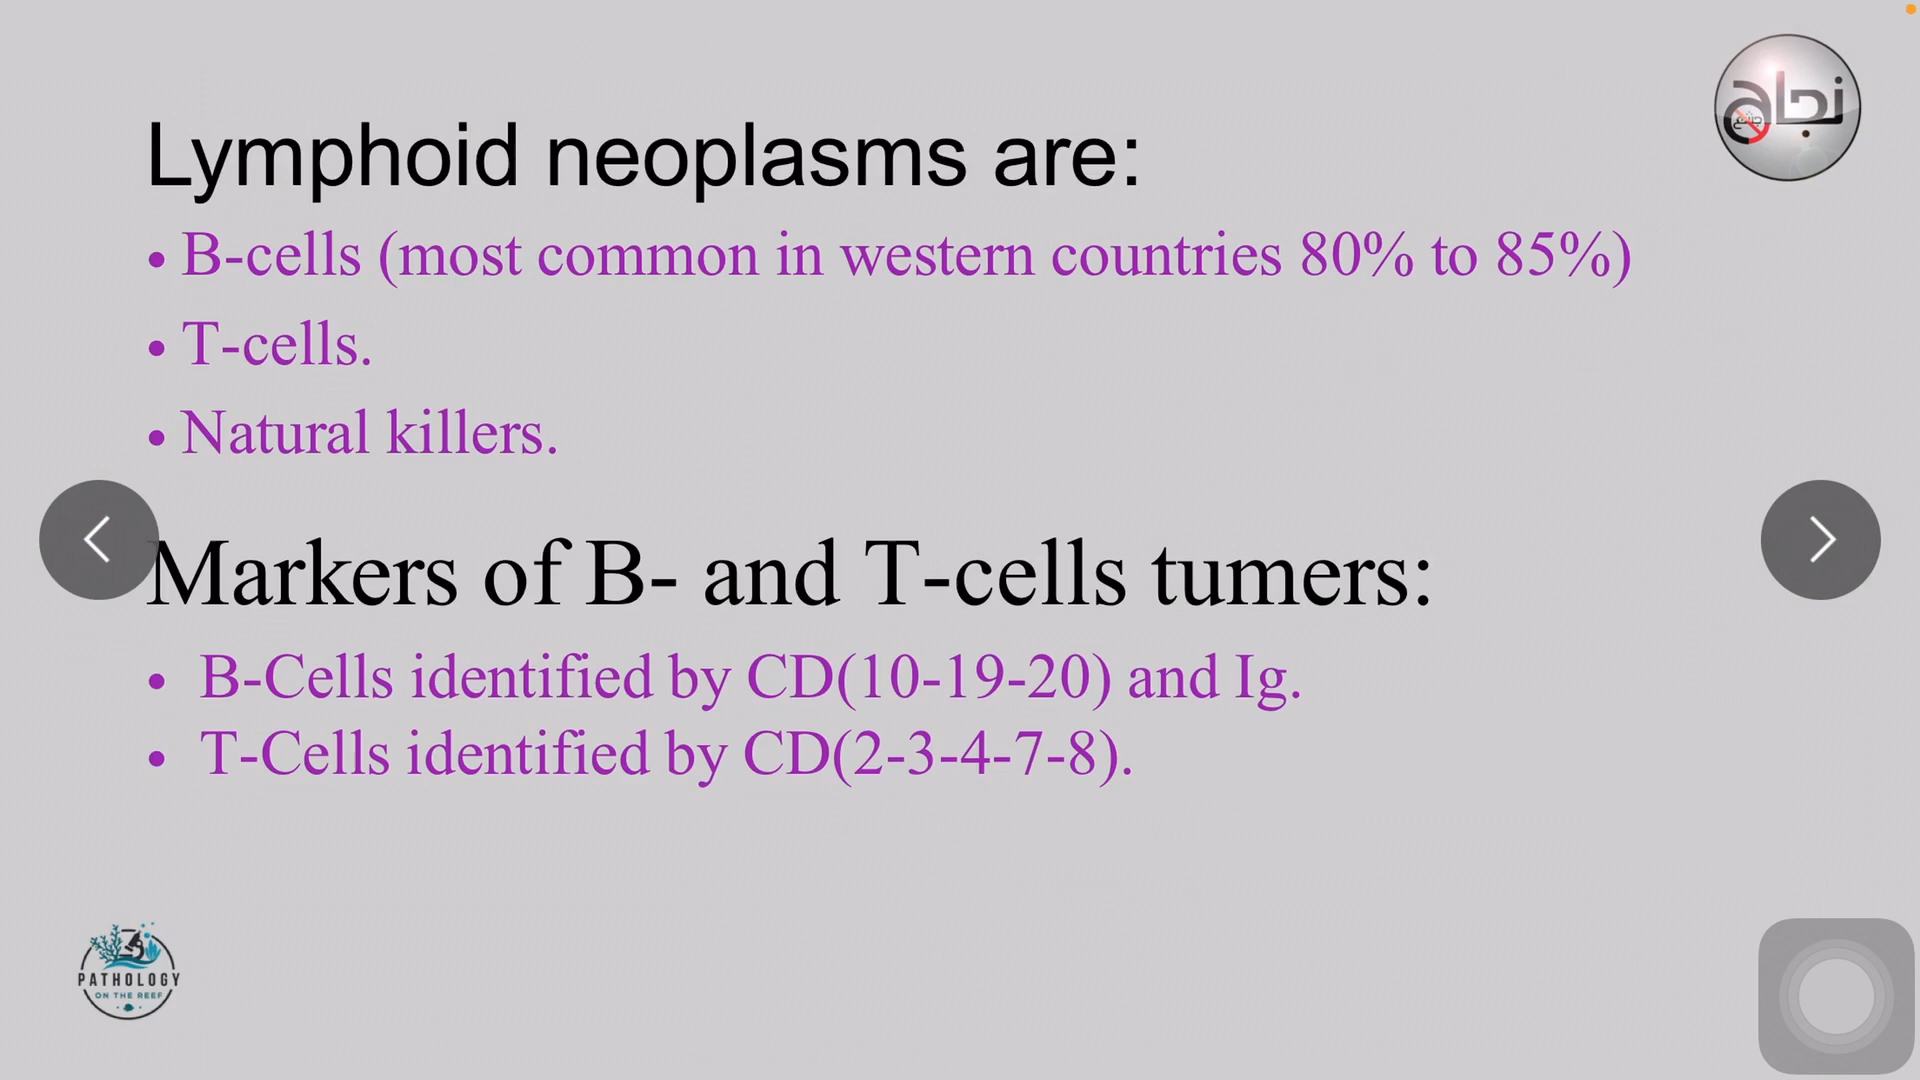 Lymphoid neoplasms are:
• B-cells (most common in western countries 80% to 85%)
• T-cells.
• Natural killers.
Markers of B- and T-cells tumers:
• B-Cells identified by CD(10-19-20) and Ig.
• T-Cells identified by CD(2-3-4-7-8).
PATHOLOGY
ON THE REEF